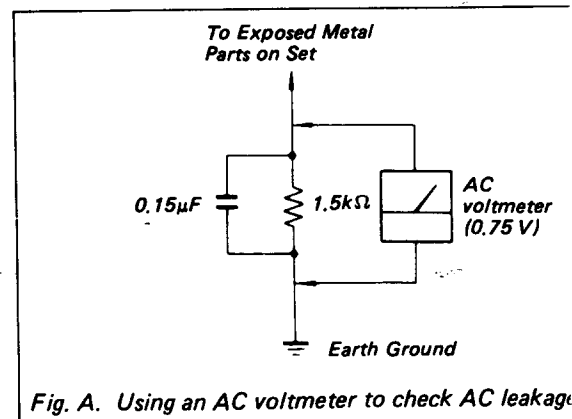 To Exposed Metal
Parts on Set
0.15µF
1.5kΩ
AC
voltmeter
(0.75 V)
Earth Ground
Fig. A. Using an AC voltmeter to check AC leakage